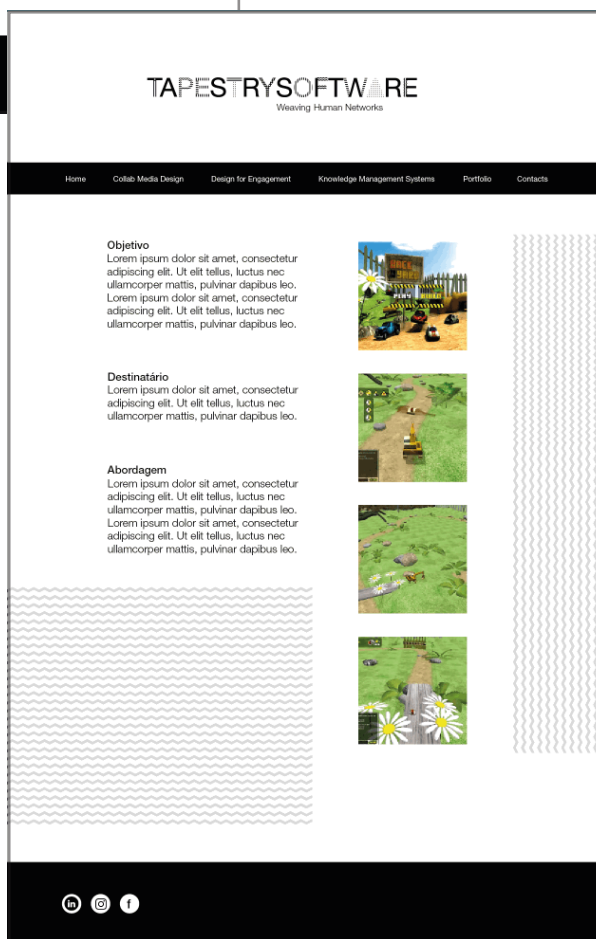 TAPESTRYSOFTWARE
Weaving Human Networks
Home Collab Media Design Design for Engagement Knowledge Management Systems Portfolio Contacts
Objetivo
Lorem ipsum dolor sit amet, consectetur
adipiscing elit. Ut elit tellus, luctus nec
ullamcorper mattis, pulvinar dapibus leo.
Lorem ipsum dolor sit amet, consectetur
adipiscing elit. Ut elit tellus, luctus nec
ullamcorper mattis, pulvinar dapibus leo.
Destinatário
Lorem ipsum dolor sit amet, consectetur
adipiscing elit. Ut elit tellus, luctus nec
ullamcorper mattis, pulvinar dapibus leo.
Abordagem
Lorem ipsum dolor sit amet, consectetur
adipiscing elit. Ut elit tellus, luctus nec
ullamcorper mattis, pulvinar dapibus leo.
Lorem ipsum dolor sit amet, consectetur
adipiscing elit. Ut elit tellus, luctus nec
ullamcorper mattis, pulvinar dapibus leo.
PLAY
in f